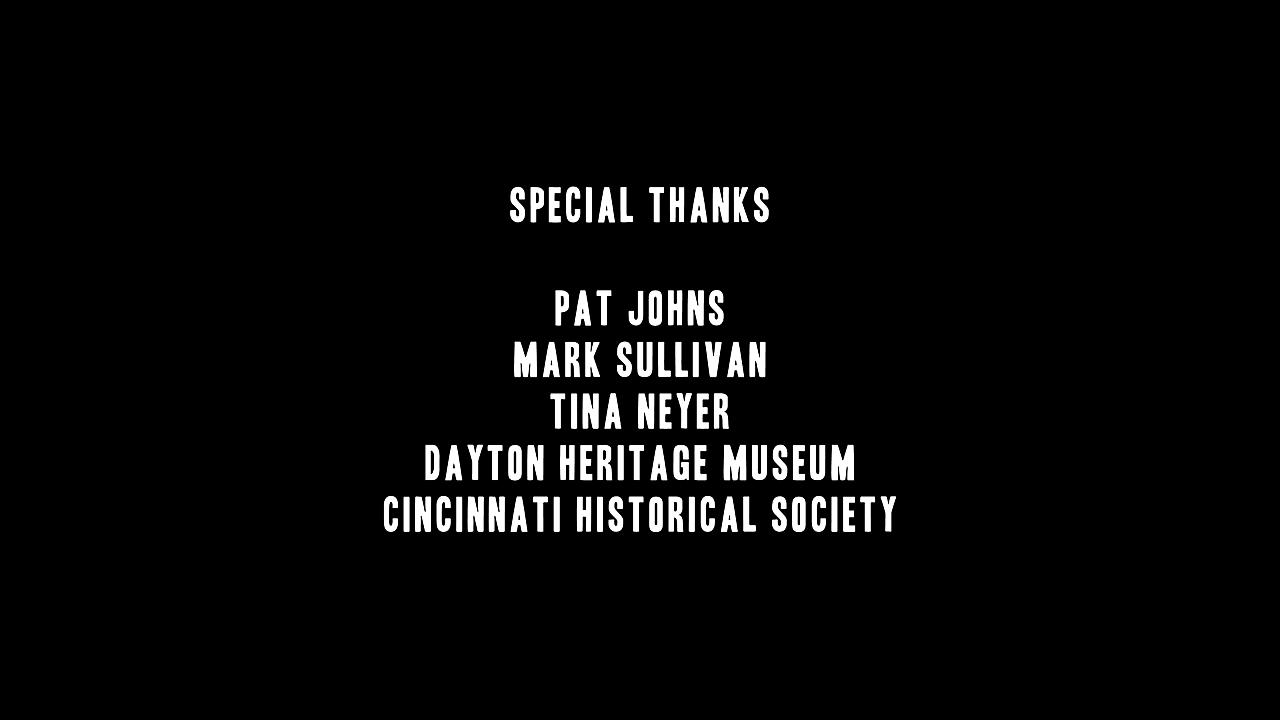 SPECIAL THANKS
PAT JOHNS
MARK SULLIVAN
TINA NEYER
DAYTON HERITAGE MUSEUM
CINCINNATI HISTORICAL SOCIETY